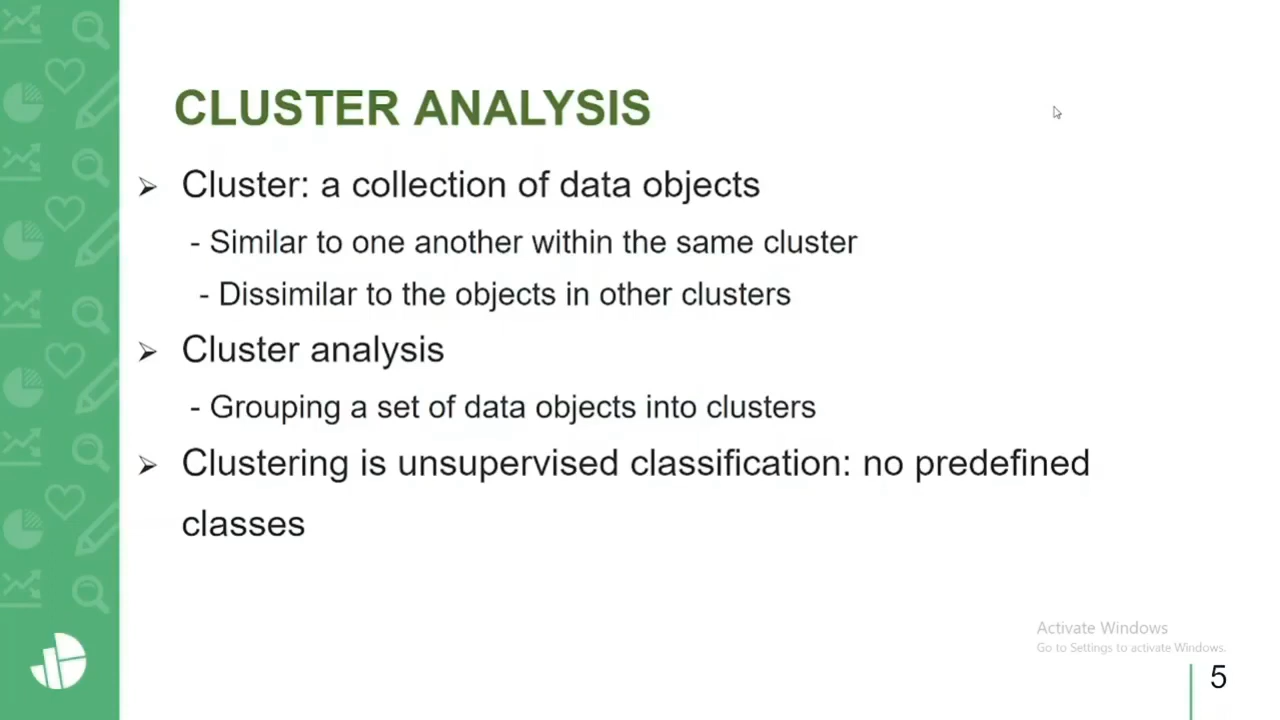 CLUSTER ANALYSIS
➢ Cluster: a collection of data objects
- Similar to one another within the same cluster
- Dissimilar to the objects in other clusters
➢ Cluster analysis
- Grouping a set of data objects into clusters
➢ Clustering is unsupervised classification: no predefined
classes
Activate Windows
Go to Settings to activate Windows.
5